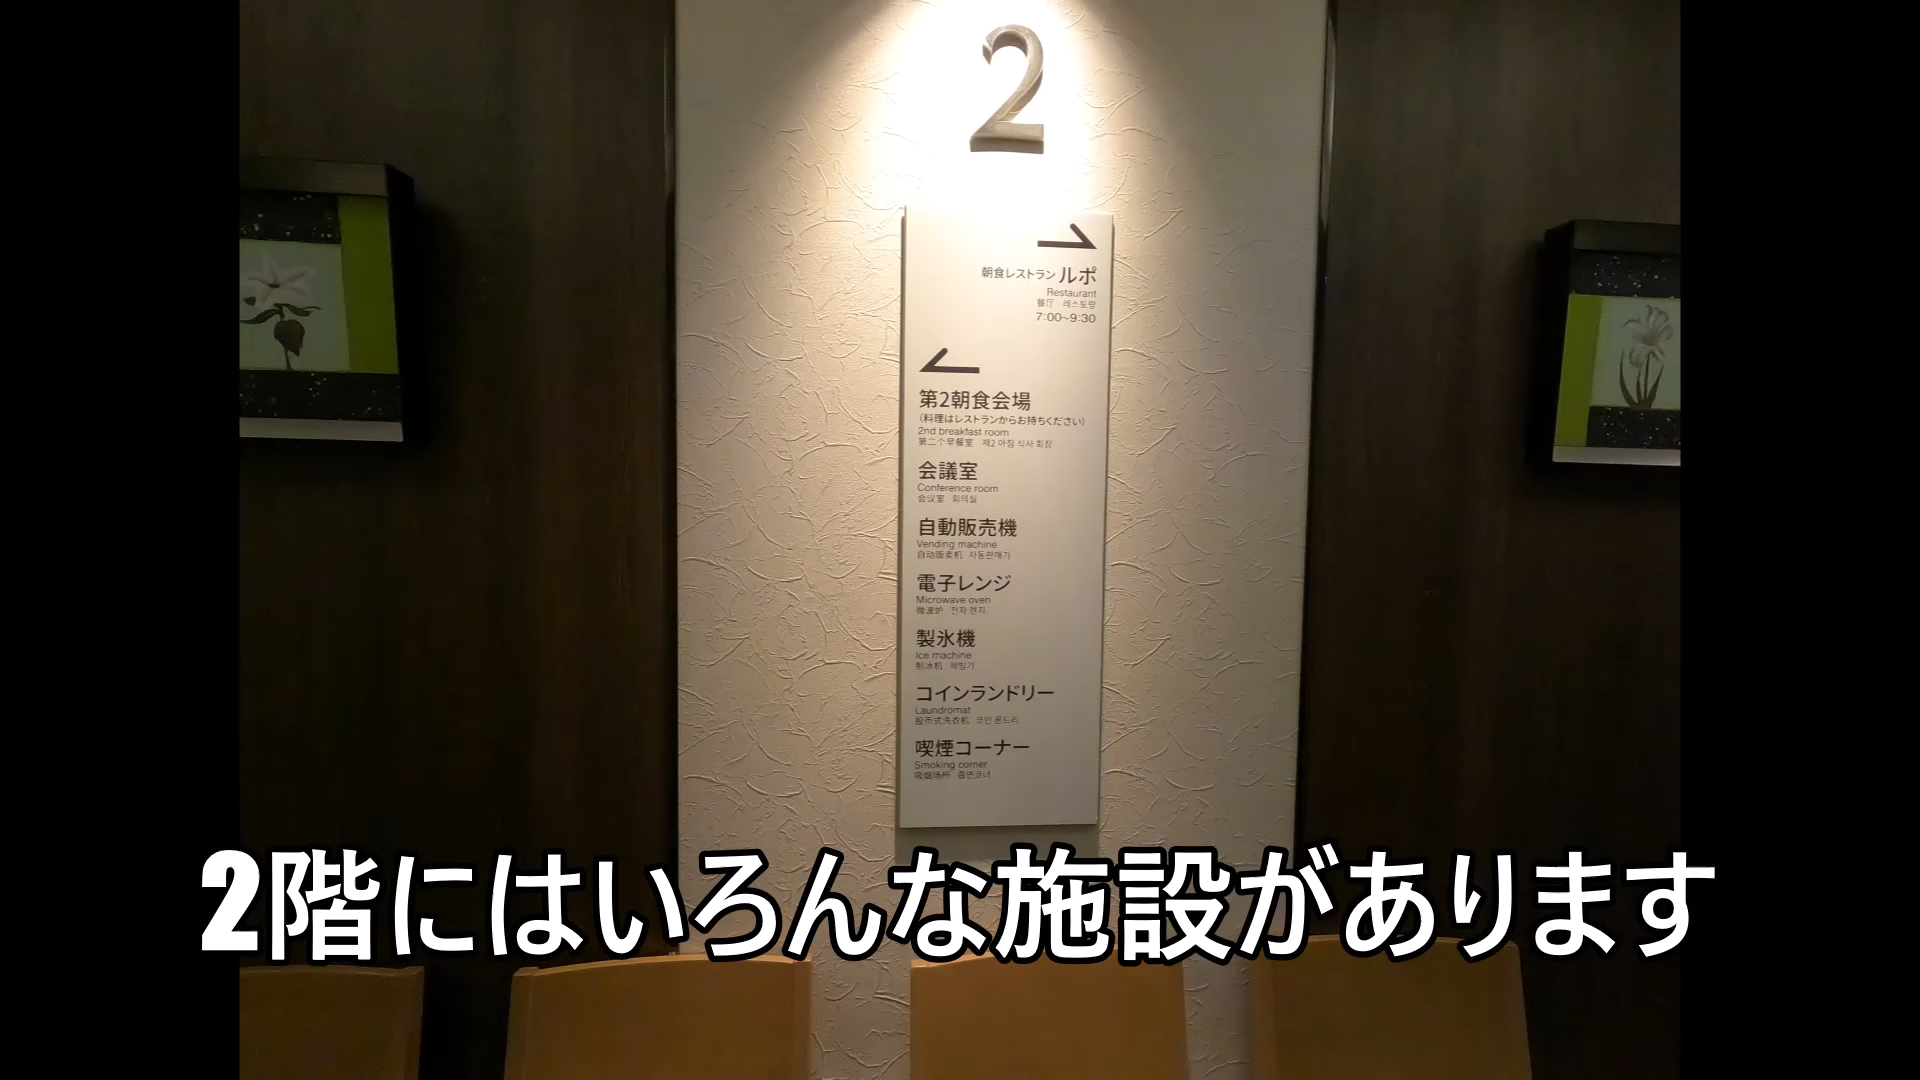 2
朝食レストラン ルポ
Restaurant
餐厅 레스토랑
7:00~9:30
第2朝食会場
(料理はレストランからお持ちください)
2nd breakfast room
第二个早餐室 제2 아침 식사 회장
会議室
Conference room
会议室 회의실
自動販売機
Vending machine
自动贩卖机 자동판매기
電子レンジ
Microwave oven
微波炉 전자 렌지
製氷機
Ice machine
制冰机 제빙기
コインランドリー
Laundromat
投币式洗衣机 코인 론드리
喫煙コーナー
Smoking corner
吸烟场所 흡연코너
2階にはいろんな施設があります